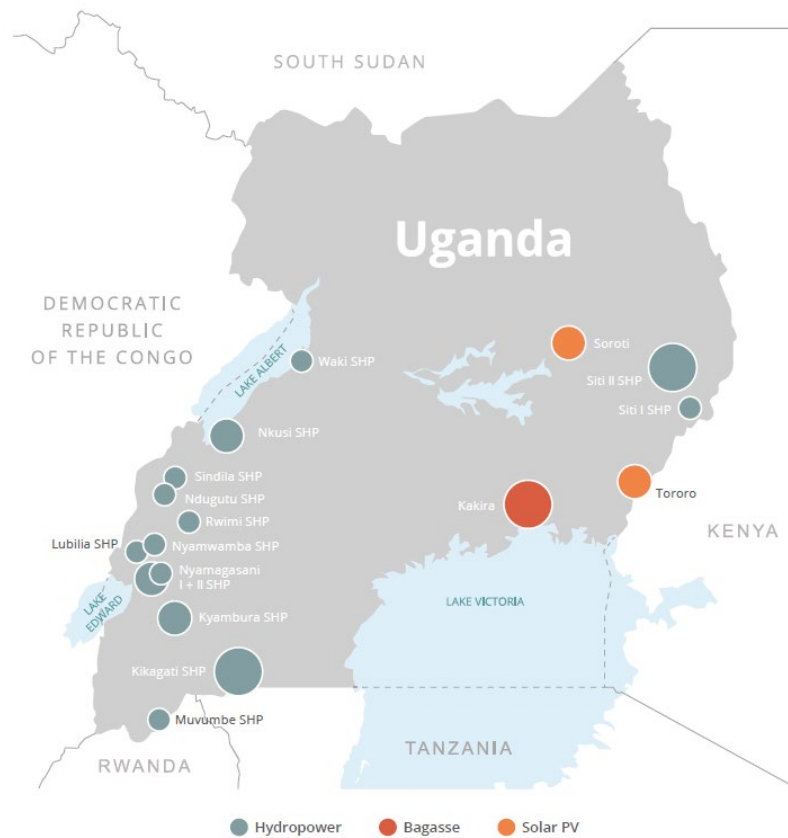 SOUTH SUDAN
Uganda
DEMOCRATIC
REPUBLIC
OF THE CONGO
LAKE ALBERT
Waki SHP
Soroti
Siti II SHP
Siti I SHP
Nkusi SHP
Sindila SHP
Ndugutu SHP
Rwimi SHP
Kakira
Tororo
KENYA
Lubilia SHP
Nyamwamba SHP
Nyamagasani
I + II SHP
LAKE
EDWARD
Kyambura SHP
LAKE VICTORIA
Kikagati SHP
Muvumbe SHP
RWANDA
TANZANIA
Hydropower
Bagasse
Solar PV